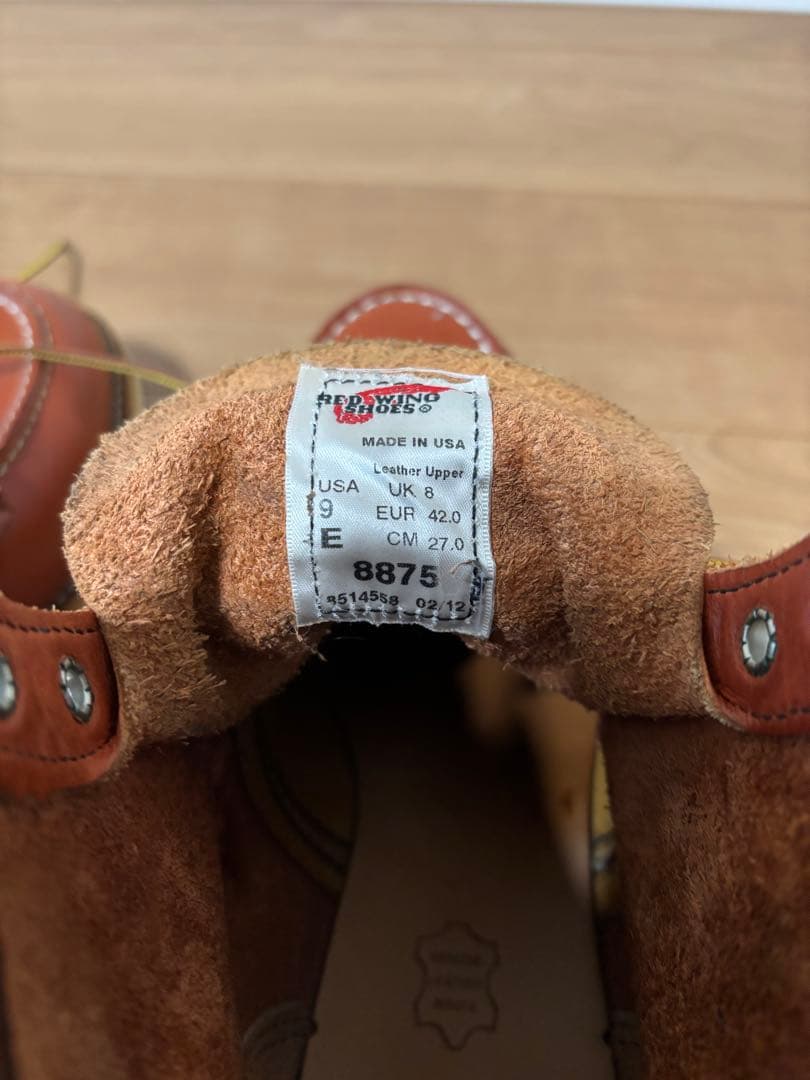 RED WING
SHOES®
MADE IN USA
Leather Upper
USA UK 8
9 EUR 42.0
E CM 27.0
8875
02/12